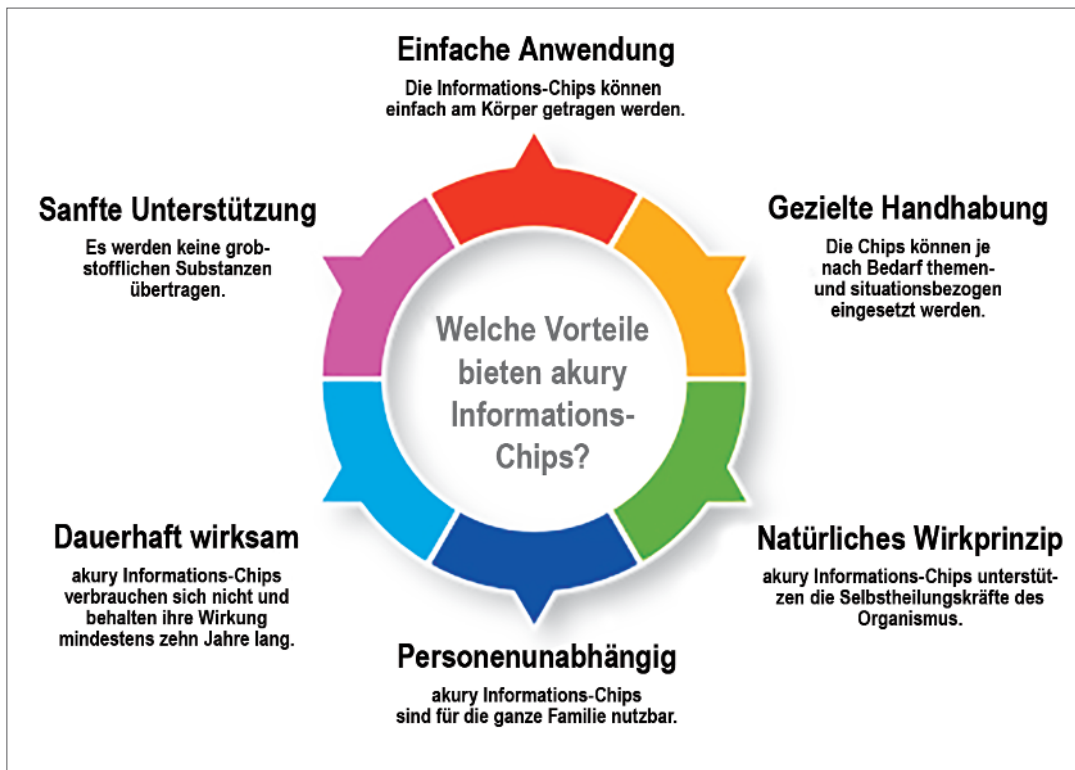 Einfache Anwendung
Die Informations-Chips können
einfach am Körper getragen werden.
Sanfte Unterstützung
Es werden keine grob-
stofflichen Substanzen
übertragen.
Gezielte Handhabung
Die Chips können je
nach Bedarf themen-
und situationsbezogen
eingesetzt werden.
Welche Vorteile
bieten akury
Informations-
Chips?
Dauerhaft wirksam
akury Informations-Chips
verbrauchen sich nicht und
behalten ihre Wirkung
mindestens zehn Jahre lang.
Natürliches Wirkprinzip
akury Informations-Chips unterstüt-
zen die Selbstheilungskräfte des
Organismus.
Personenunabhängig
akury Informations-Chips
sind für die ganze Familie nutzbar.